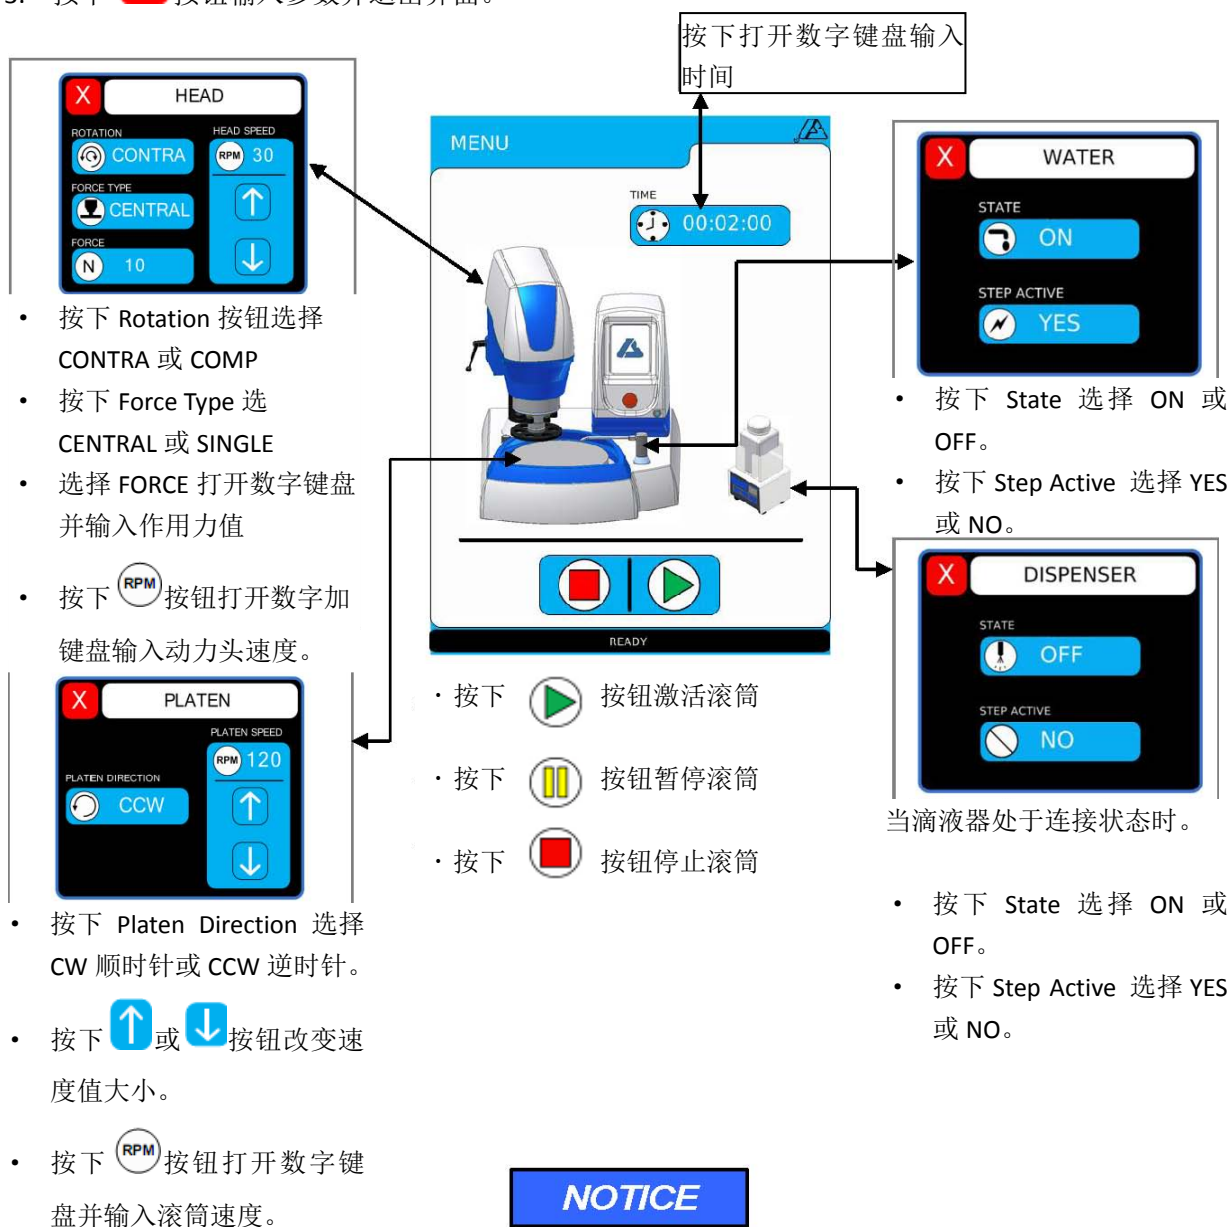 按下打开数字键盘输入
时间
X HEAD
ROTATION
CONTRA
FORCE TYPE
CENTRAL
FORCE
N 10
HEAD SPEED
RPM 30
• 按下 Rotation 按钮选择
CONTRA 或 COMP
• 按下 Force Type 选
CENTRAL 或 SINGLE
• 选择 FORCE 打开数字键盘
并输入作用力值
• 按下 RPM 按钮打开数字加
键盘输入动力头速度。
X PLATEN
PLATEN SPEED
RPM 120
PLATEN DIRECTION
CCW
• 按下 Platen Direction 选择
CW 顺时针或 CCW 逆时针。
• 按下 ↑ 或 ↓ 按钮改变速
度值大小。
• 按下 RPM 按钮打开数字键
盘并输入滚筒速度。
MENU
TIME
00:02:00
READY
·按下 按钮激活滚筒
·按下 按钮暂停滚筒
·按下 按钮停止滚筒
X WATER
STATE
ON
STEP ACTIVE
YES
• 按下 State 选择 ON 或
OFF。
• 按下 Step Active 选择 YES
或 NO。
X DISPENSER
STATE
OFF
STEP ACTIVE
NO
当滴液器处于连接状态时。
• 按下 State 选择 ON 或
OFF。
• 按下 Step Active 选择 YES
或 NO。
NOTICE